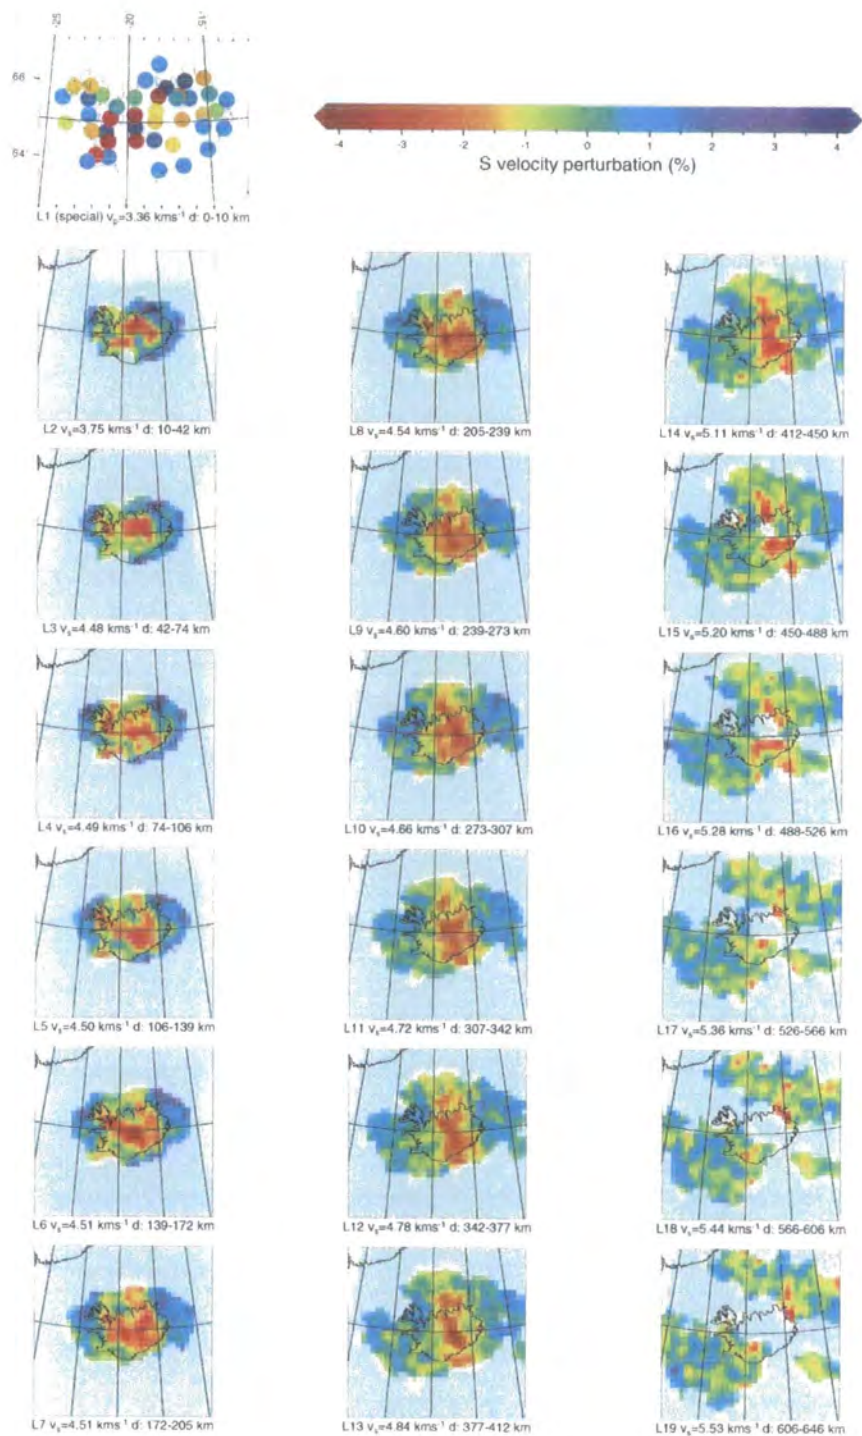 -25 -20 -15
66
64
-4 -3 -2 -1 0 1 2 3 4
S velocity perturbation (%)
L1 (special) vs=3.36 kms-1 d: 0-10 km
L2 vs=3.75 kms-1 d: 10-42 km
L3 vs=4.48 kms-1 d: 42-74 km
L4 vs=4.49 kms-1 d: 74-106 km
L5 vs=4.50 kms-1 d: 106-139 km
L6 vs=4.51 kms-1 d: 139-172 km
L7 vs=4.51 kms-1 d: 172-205 km
L8 vs=4.54 kms-1 d: 205-239 km
L9 vs=4.60 kms-1 d: 239-273 km
L10 vs=4.66 kms-1 d: 273-307 km
L11 vs=4.72 kms-1 d: 307-342 km
L12 vs=4.78 kms-1 d: 342-377 km
L13 vs=4.84 kms-1 d: 377-412 km
L14 vs=5.11 kms-1 d: 412-450 km
L15 vs=5.20 kms-1 d: 450-488 km
L16 vs=5.28 kms-1 d: 488-526 km
L17 vs=5.36 kms-1 d: 526-566 km
L18 vs=5.44 kms-1 d: 566-606 km
L19 vs=5.53 kms-1 d: 606-646 km